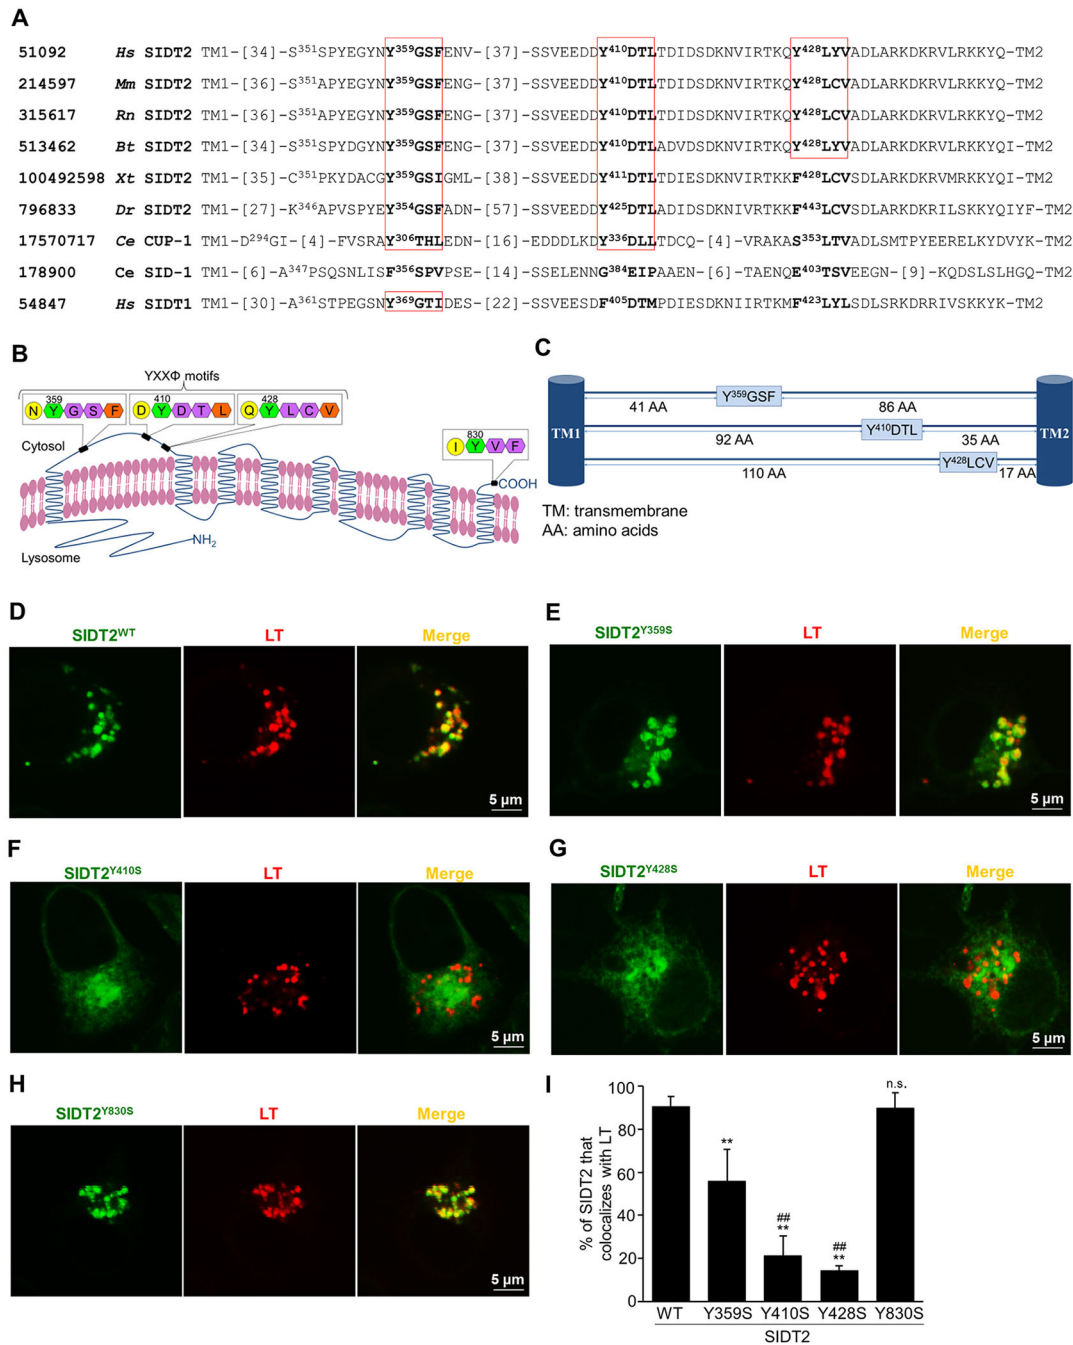 A
51092 Hs SIDT2 TM1-[34]-S351SPYEGYNY359GSFENV-[37]-SSVEEDDY410DTLTDIDSDKNVIRTKQY428LYVADLARKDKRVLRKKYQ-TM2
214597 Mm SIDT2 TM1-[36]-S351APYEGYNY359GSFENG-[37]-SSVEEDDY410DTLTDIDSDKNVIRTKQY428LCVADLARKDKRVLRKKYQ-TM2
315617 Rn SIDT2 TM1-[36]-S351APYEGYNY359GSFENG-[37]-SSVEEDDY410DTLTDIDSDKNVIRTKQY428LCVADLARKDKRVLRKKYQ-TM2
513462 Bt SIDT2 TM1-[34]-S351SPYDGYNY359GSFENG-[37]-SSVEEDDY410DTLADVDSDKNVIRTKQY428LYVADLARKDKRVLRKKYQI-TM2
100492598 Xt SIDT2 TM1-[35]-C351PKYDACGY359GSIGML-[38]-SSVEEDDY411DTLTDIESDKNVIRTKKF428LCVSDLARKDKRVMRKKYQI-TM2
796833 Dr SIDT2 TM1-[27]-K346APVSPYEY354GSFADN-[57]-SSVEEDDY425DTLADIDSDKNVIRTKKF443LCVSDLARKDKRILSKKYQIYF-TM2
17570717 Ce CUP-1 TM1-D294GI-[4]-FVSRAY306THLEDN-[16]-EDDDLKDY336DLLTDCQ-[4]-VRAKAS353LTVADLSMTPYEERELKYDVYK-TM2
178900 Ce SID-1 TM1-[6]-A347PSQSNLISF356SPVPSE-[14]-SSELENNG384EIPAAEN-[6]-TAENQE403TSVEEGN-[9]-KQDSLSLHGQ-TM2
54847 Hs SIDT1 TM1-[30]-A361STPEGSNY369GTIDES-[22]-SSVEESDF405DTMPDIESDKNIIRTKMF423LYLSDLSRKDRRIVSKKYK-TM2
B
YXXΦ motifs
359 410 428
N Y G S F D Y D T L Q Y L C V
Cytosol
830
I Y V F
COOH
NH2
Lysosome
C
Y359GSF
41 AA 86 AA
TM1 Y410DTL TM2
92 AA 35 AA
Y428LCV
110 AA 17 AA
TM: transmembrane
AA: amino acids
D
SIDT2WT LT Merge
5 µm
E
SIDT2Y359S LT Merge
5 µm
F
SIDT2Y410S LT Merge
5 µm
G
SIDT2Y428S LT Merge
5 µm
H
SIDT2Y830S LT Merge
5 µm
I
% of SIDT2 that
colocalizes with LT
100
80
60
40
20
0
**
##
**
##
**
n.s.
WT Y359S Y410S Y428S Y830S
SIDT2